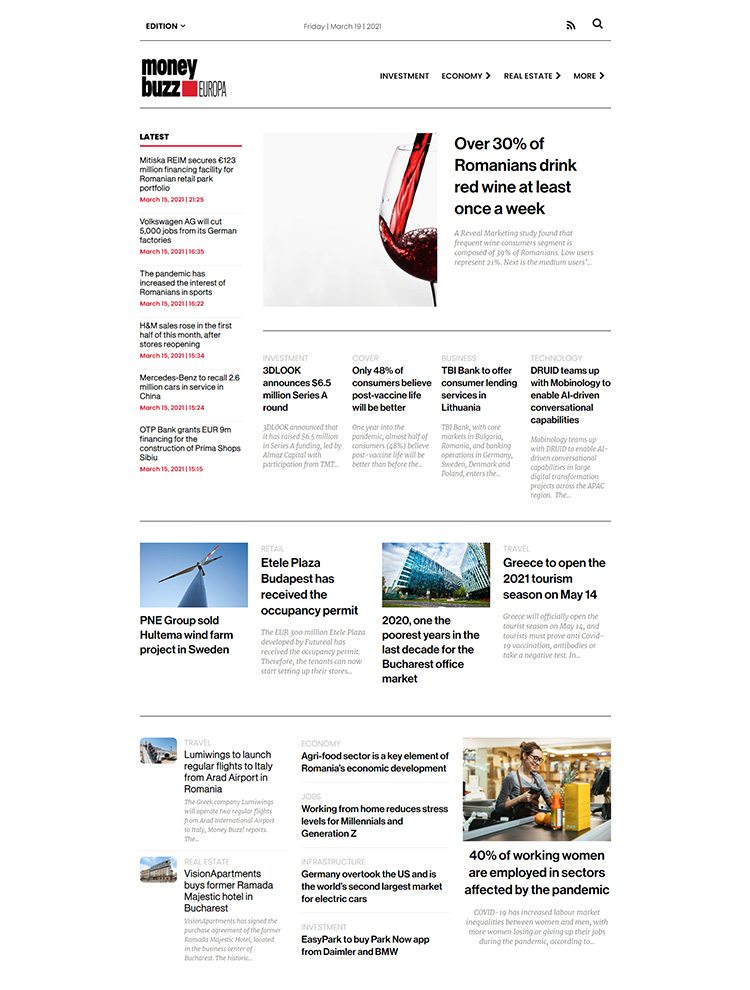 EDITION
Friday | March 19 | 2021
money
buzz EUROPA
INVESTMENT
ECONOMY
REAL ESTATE
MORE
LATEST
Mitiska REIM secures €123
million financing facility for
Romanian retail park
portfolio
March 15, 2021 | 21:25
Volkswagen AG will cut
5,000 jobs from its German
factories
March 15, 2021 | 16:35
The pandemic has
increased the interest of
Romanians in sports
March 15, 2021 | 16:22
H&M sales rose in the first
half of this month, after
stores reopening
March 15, 2021 | 15:34
Mercedes-Benz to recall 2.6
million cars in service in
China
March 15, 2021 | 15:24
OTP Bank grants EUR 9m
financing for the
construction of Prima Shops
Sibiu
March 15, 2021 | 15:15
Over 30% of
Romanians drink
red wine at least
once a week
A Reveal Marketing study found that
frequent wine consumers segment is
composed of 39% of Romanians. Low users
represent 21%. Next is the medium users'...
INVESTMENT
3DLOOK
announces $6.5
million Series A
round
3DLOOK announced that
it has raised $6.5 million
in Series A funding, led by
Almaz Capital with
participation from TMT...
COVER
Only 48% of
consumers believe
post-vaccine life
will be better
One year into the
pandemic, almost half of
consumers (48%) believe
post-vaccine life will be
better than before the...
BUSINESS
TBI Bank to offer
consumer lending
services in
Lithuania
TBI Bank, with core
markets in Bulgaria,
Romania, and banking
operations in Germany,
Sweden, Denmark and
Poland, enters the...
TECHNOLOGY
DRUID teams up
with Mobinology to
enable AI-driven
conversational
capabilities
Mobinology teams up
with DRUID to enable AI-
driven conversational
capabilities in large
digital transformation
projects across the APAC
region. The...
PNE Group sold
Hultema wind farm
project in Sweden
RETAIL
Etele Plaza
Budapest has
received the
occupancy permit
The EUR 300 million Etele Plaza
developed by Futureal has
received the occupancy permit.
Therefore, the tenants can now
start setting up their stores...
2020, one the
poorest years in the
last decade for the
Bucharest office
market
TRAVEL
Greece to open the
2021 tourism
season on May 14
Greece will officially open the
tourist season on May 14, and
tourists must prove anti Covid-
19 vaccination, antibodies or
take a negative test. In...
TRAVEL
Lumiwings to launch
regular flights to Italy
from Arad Airport in
Romania
The Greek company Lumiwings
will operate two regular flights
from Arad International Airport
to Italy, Money Buzz! reports.
The...
REAL ESTATE
VisionApartments
buys former Ramada
Majestic hotel in
Bucharest
VisionApartments has signed the
purchase agreement of the former
Ramada Majestic Hotel, located
in the business center of
Bucharest. The historic...
ECONOMY
Agri-food sector is a key element of
Romania's economic development
JOBS
Working from home reduces stress
levels for Millennials and
Generation Z
INFRASTRUCTURE
Germany overtook the US and is
the world's second largest market
for electric cars
INVESTMENT
EasyPark to buy Park Now app
from Daimler and BMW
40% of working women
are employed in sectors
affected by the pandemic
COVID-19 has increased labour market
inequalities between women and men, with
more women losing or giving up their jobs
during the pandemic, according to...